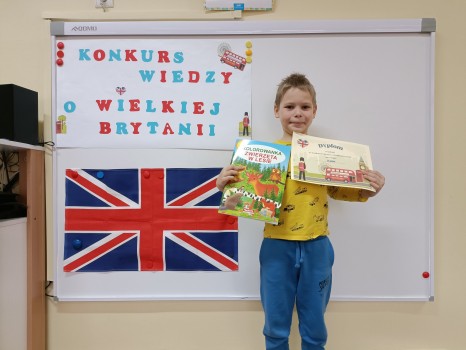 KONKURS
WIEDZY
O WIELKIEJ
BRYTANII
KOLOROWANKA
ZWIERZĘTA
W LESIE
Dyplom